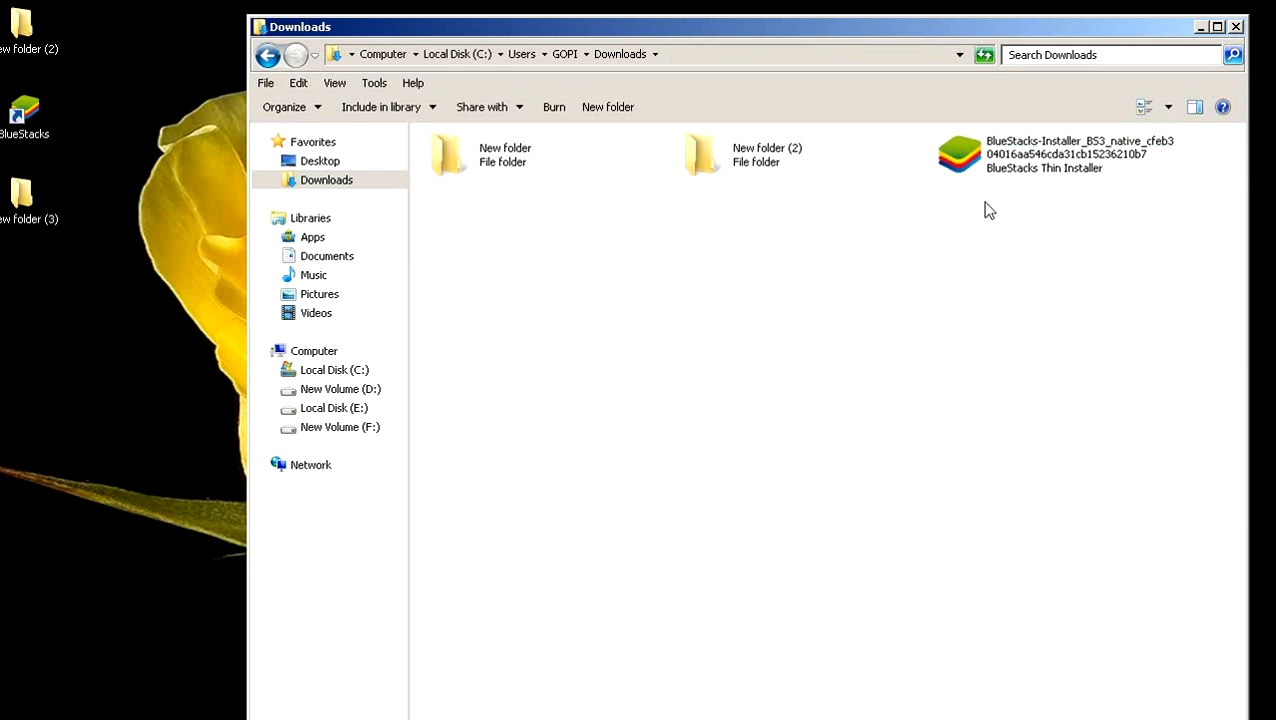 ew folder (2)
BlueStacks
ew folder (3)
Downloads
Computer Local Disk (C:) Users GOPI Downloads
Search Downloads
File Edit View Tools Help
Organize Include in library Share with Burn New folder
Favorites
Desktop
Downloads
Libraries
Apps
Documents
Music
Pictures
Videos
Computer
Local Disk (C:)
New Volume (D:)
Local Disk (E:)
New Volume (F:)
Network
New folder
File folder
New folder (2)
File folder
BlueStacks-Installer_BS3_native_cfeb3
04016aa546cda31cb15236210b7
BlueStacks Thin Installer